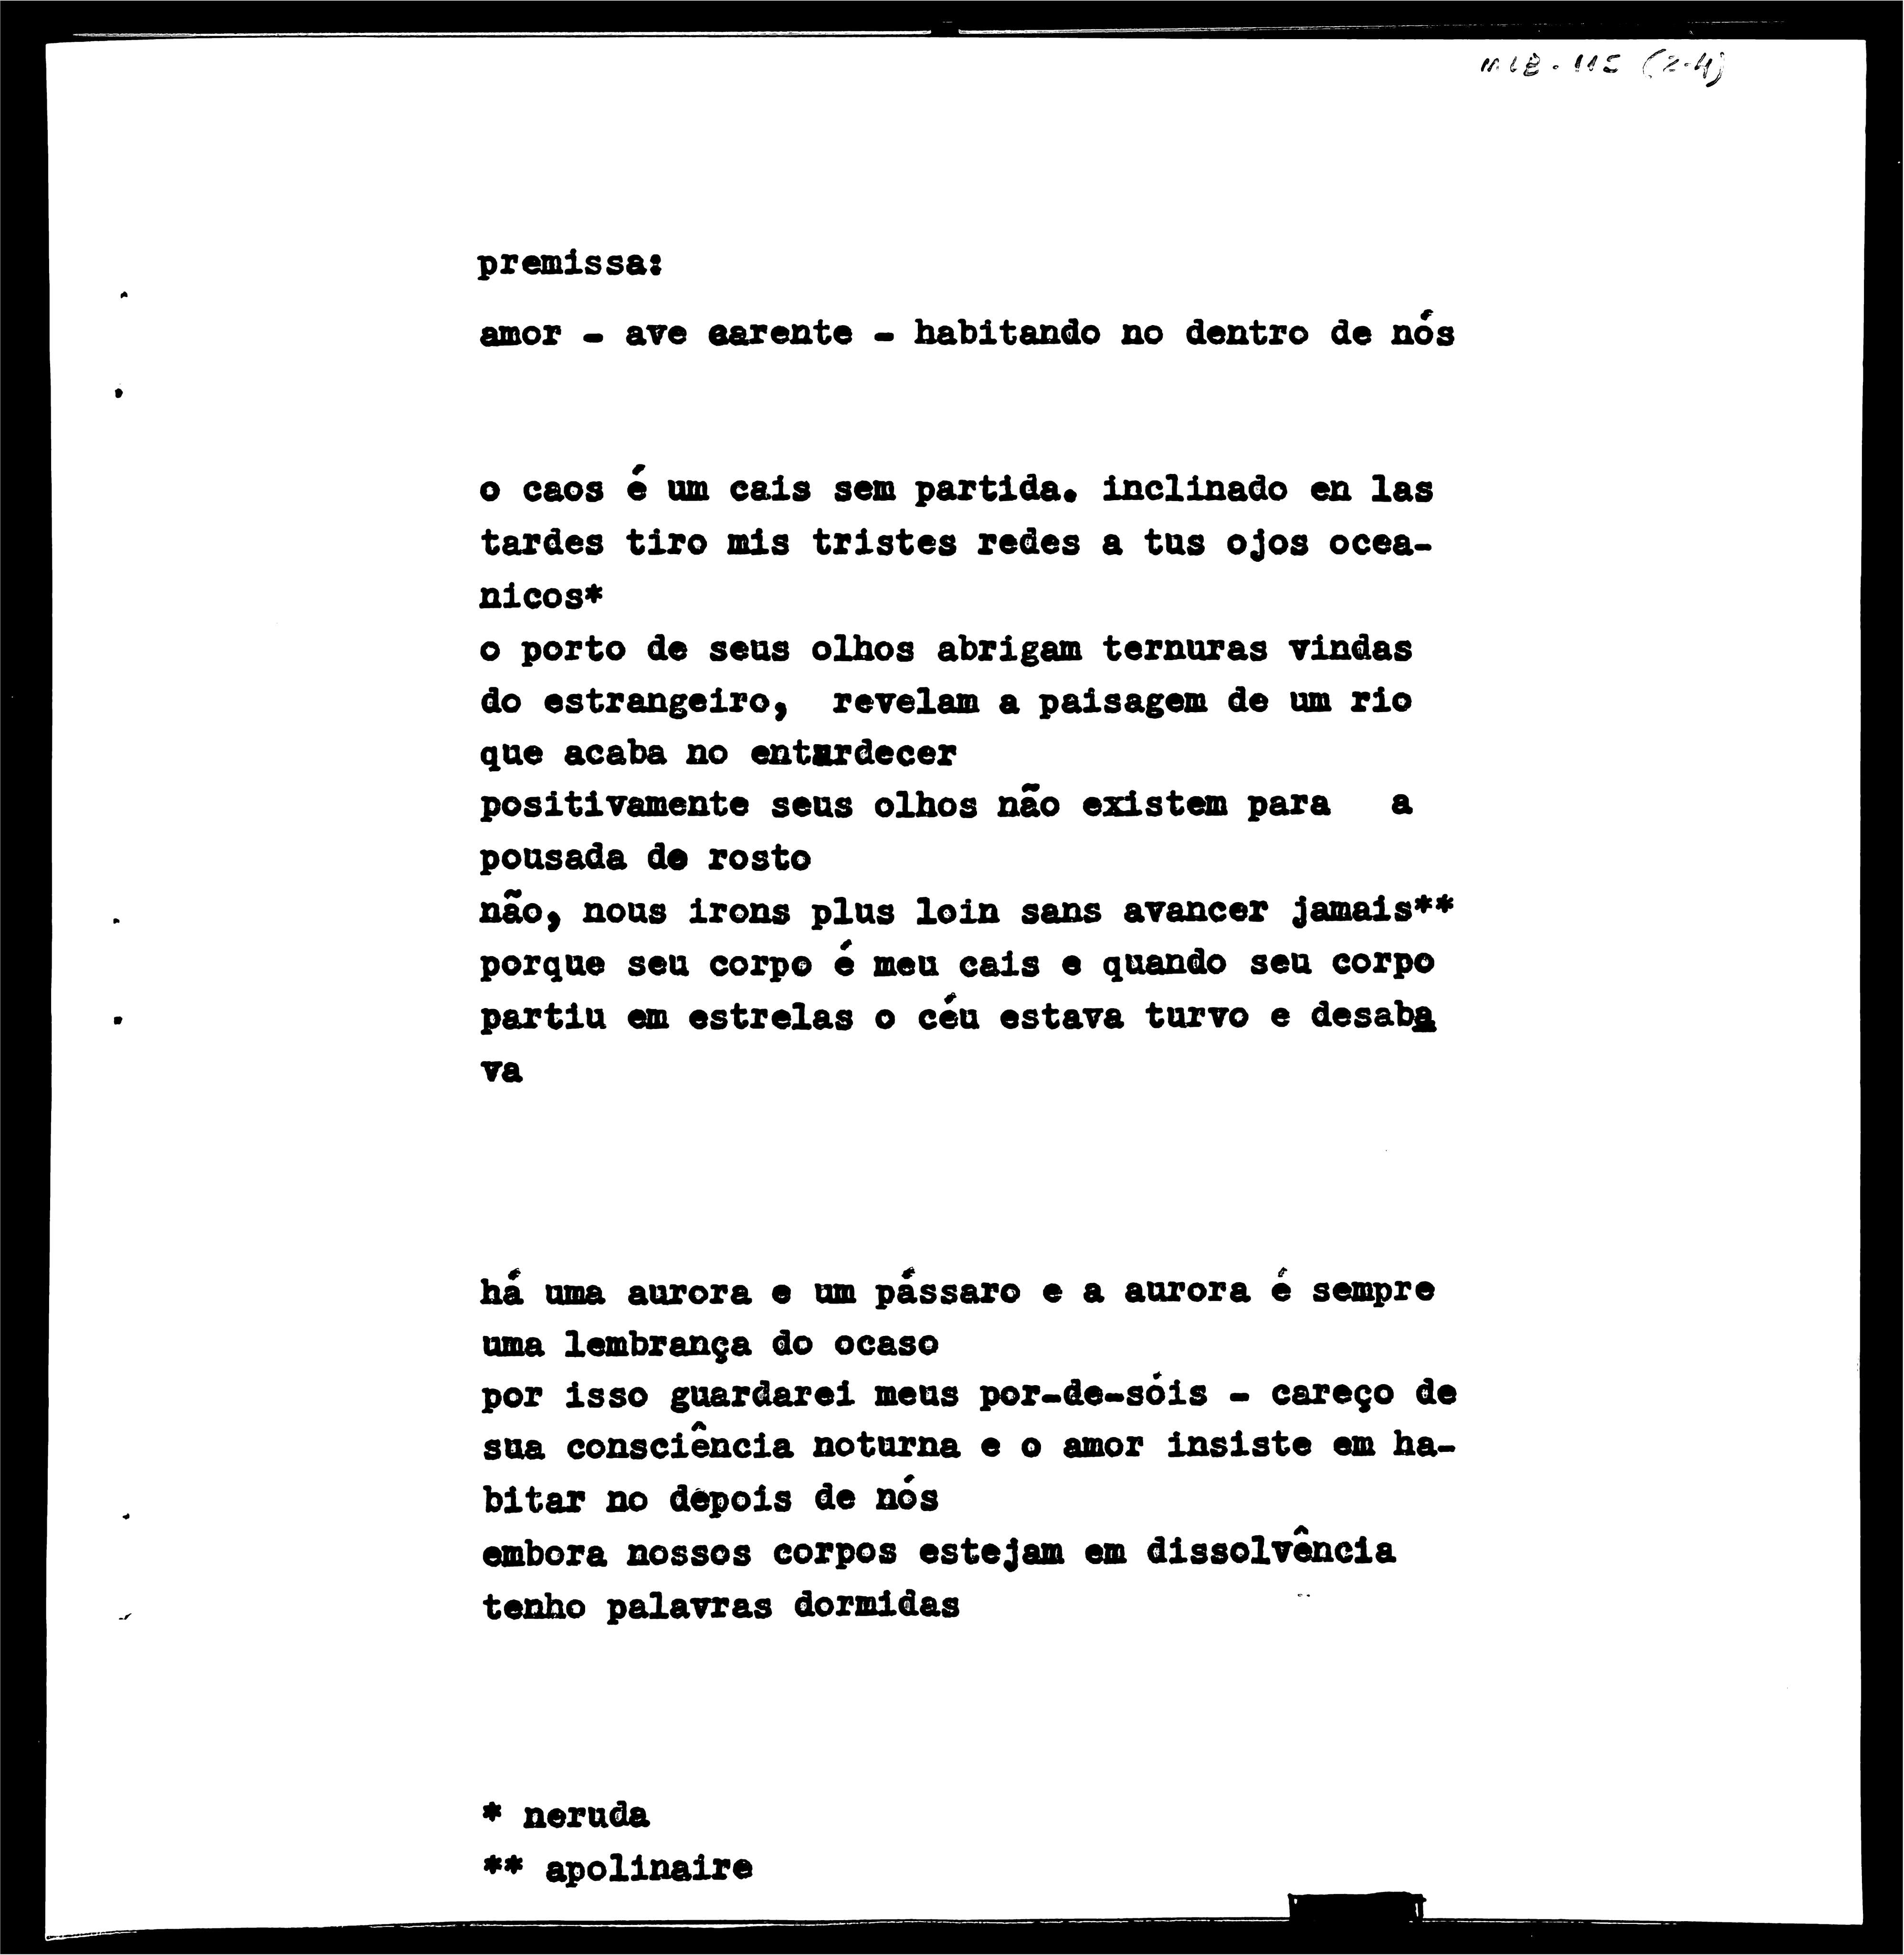 MLB. 115 (2-4)
premissa:
amor - ave carente - habitando no dentro de nós
o caos é um cais sem partida. inclinado en las
tardes tiro mis tristes redes a tus ojos ocea-
nicos*
o porto de seus olhos abrigam ternuras vindas
do estrangeiro, revelam a paisagem de um rio
que acaba no entardecer
positivamente seus olhos não existem para a
pousada de rosto
não, nous irons plus loin sans avancer jamais**
porque seu corpo é meu cais e quando seu corpo
partiu em estrelas o céu estava turvo e desaba
va
há uma aurora e um pássaro e a aurora é sempre
uma lembrança do ocaso
por isso guardarei meus por-de-sóis - careço de
sua consciência noturna e o amor insiste em ha-
bitar no depois de nós
embora nossos corpos estejam em dissolvência
tenho palavras dormidas
* neruda
** apolinaire